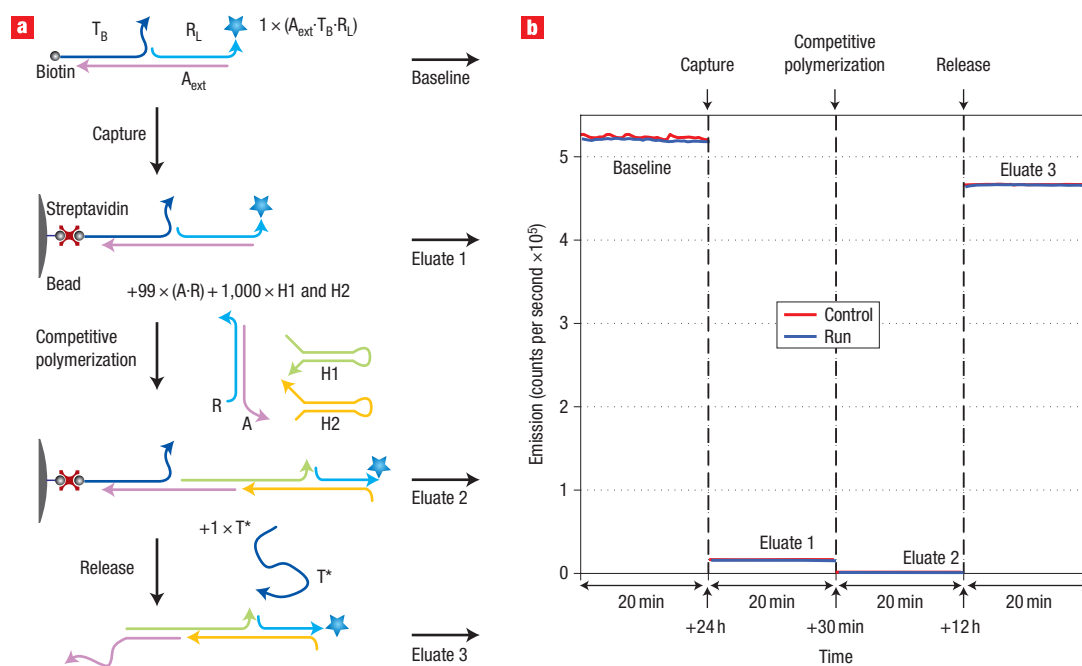 a
T_B
R_L
1 × (A_ext·T_B·R_L)
Biotin
A_ext
Baseline
Capture
Streptavidin
Bead
Eluate 1
+99 × (A·R) + 1,000 × H1 and H2
Competitive
polymerization
H1
R
A
H2
Eluate 2
+1 × T*
Release
T*
Eluate 3
b
Competitive
Capture
polymerization
Release
5
Baseline
Eluate 3
4
Control
Run
3
2
1
Eluate 1
Eluate 2
0
Emission (counts per second ×10⁵)
20 min
20 min
20 min
20 min
+24 h
+30 min
+12 h
Time